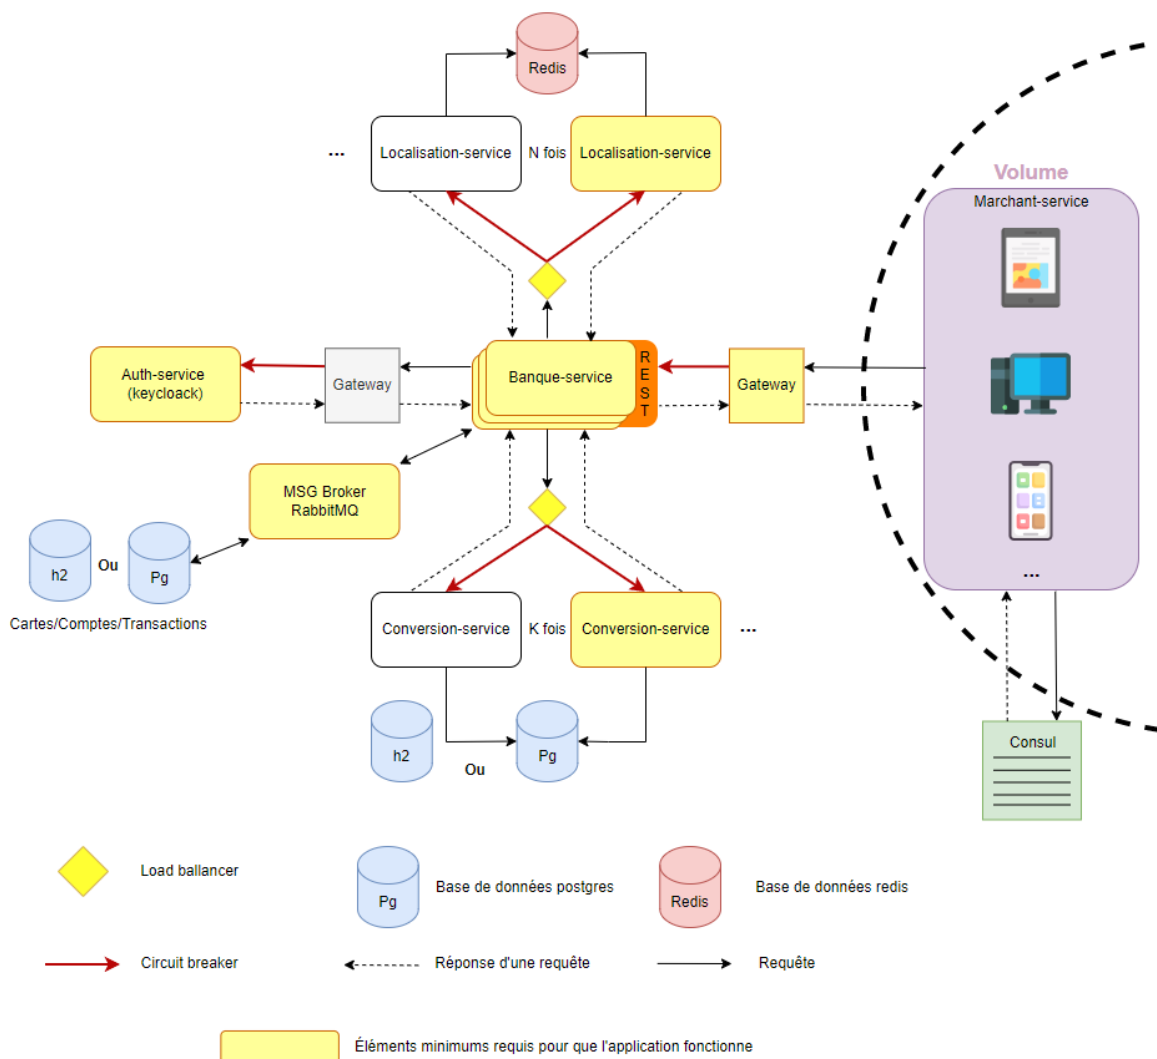 Redis
...
Localisation-service
N fois
Localisation-service
Volume
Marchant-service
Auth-service
(keycloack)
Gateway
Banque-service
REST
Gateway
MSG Broker
RabbitMQ
h2
Ou
Pg
Cartes/Comptes/Transactions
Conversion-service
K fois
Conversion-service
...
...
h2
Ou
Pg
Consul
Load ballancer
Pg
Base de données postgres
Redis
Base de données redis
Circuit breaker
Réponse d'une requête
Requête
Éléments minimums requis pour que l'application fonctionne